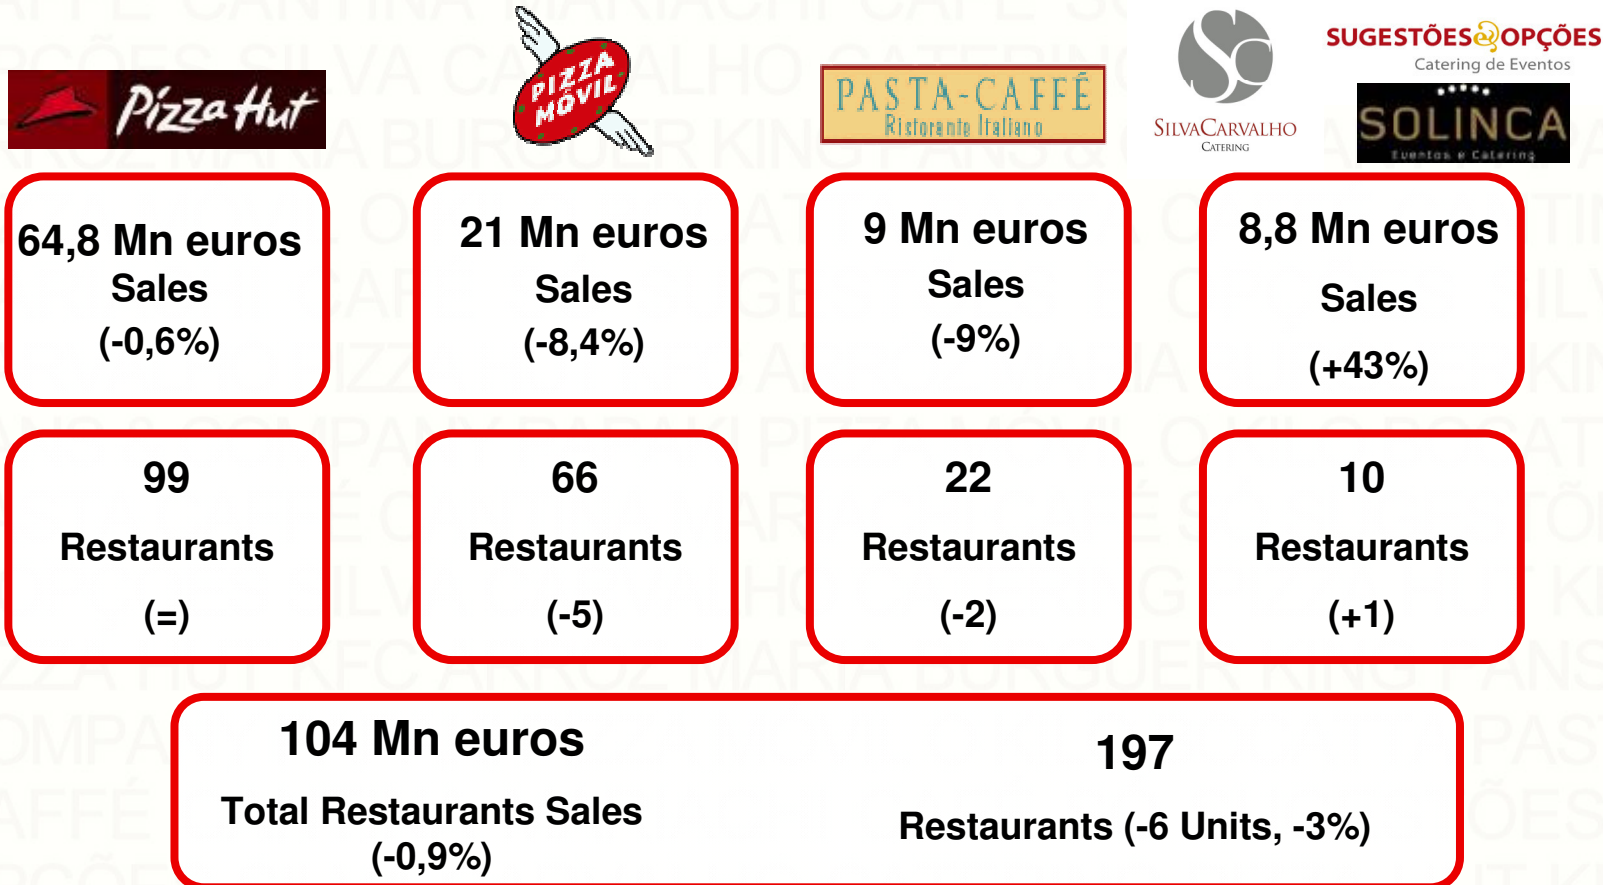 Pizza Hut
PIZZA
MÓVIL
PASTA-CAFFÉ
Ristorante Italiano
SILVACARVALHO
CATERING
SUGESTÕES&OPÇÕES
Catering de Eventos
SOLINCA
Eventos e Catering
64,8 Mn euros
Sales
(-0,6%)
21 Mn euros
Sales
(-8,4%)
9 Mn euros
Sales
(-9%)
8,8 Mn euros
Sales
(+43%)
99
Restaurants
(=)
66
Restaurants
(-5)
22
Restaurants
(-2)
10
Restaurants
(+1)
104 Mn euros
Total Restaurants Sales
(-0,9%)
197
Restaurants (-6 Units, -3%)